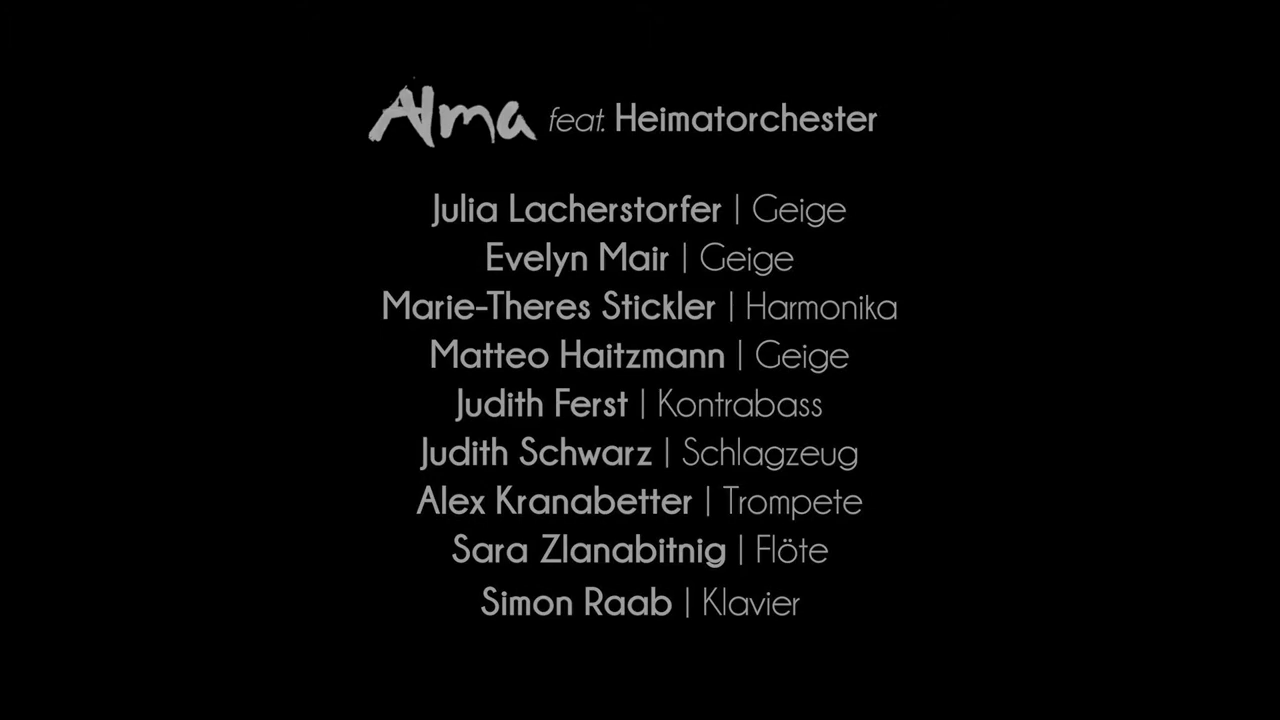 Alma feat. Heimatorchester
Julia Lacherstorfer | Geige
Evelyn Mair | Geige
Marie-Theres Stickler | Harmonika
Matteo Haitzmann | Geige
Judith Ferst | Kontrabass
Judith Schwarz | Schlagzeug
Alex Kranabetter | Trompete
Sara Zlanabitnig | Flöte
Simon Raab | Klavier